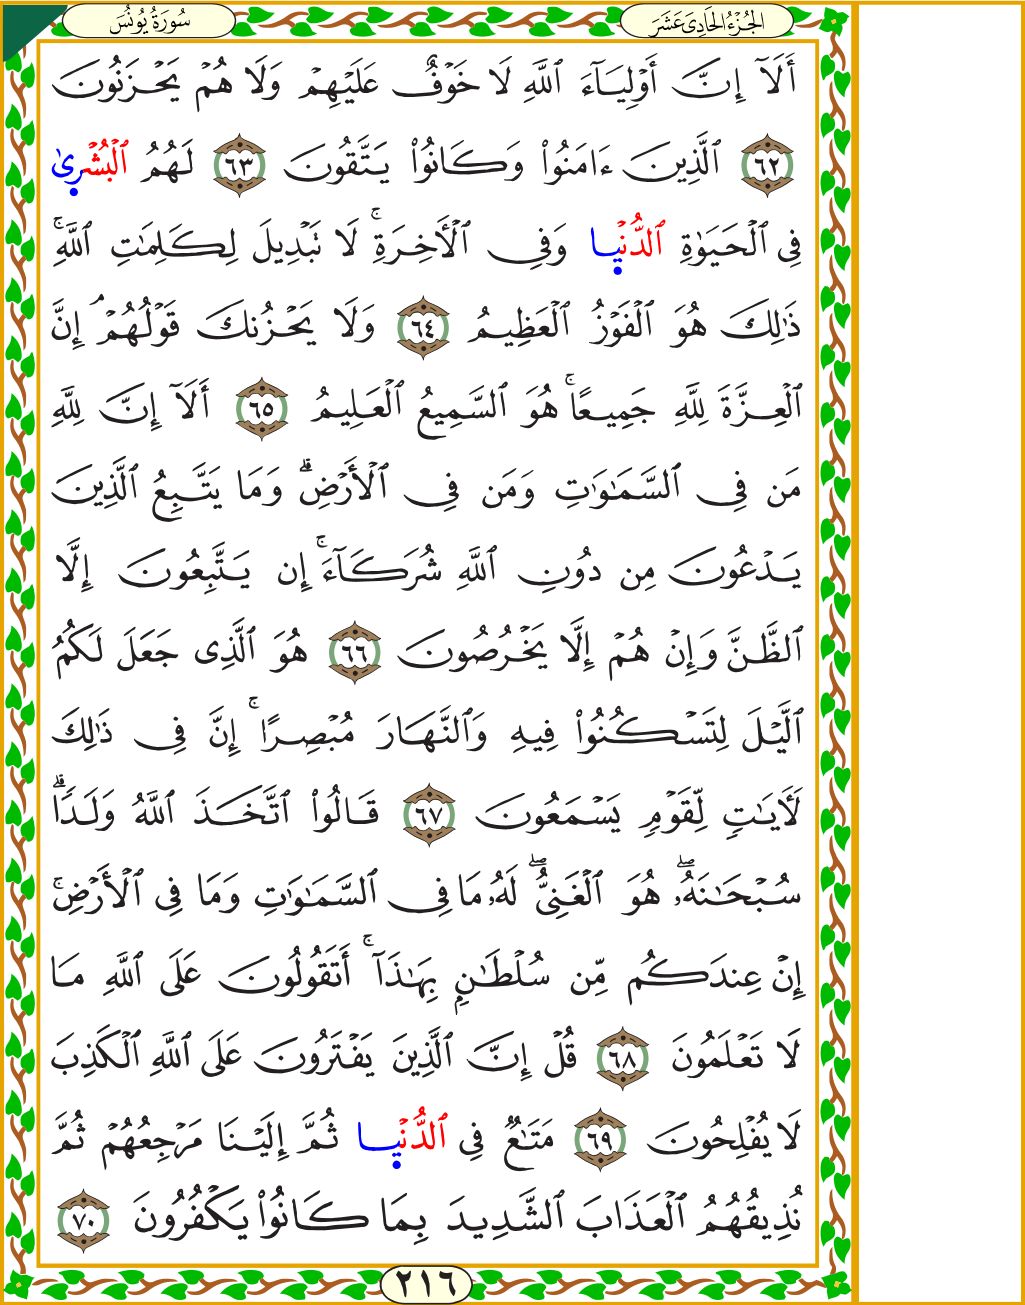 سُورَةُ يُونُسَ
الجُزْءُ الحَادِىَ عَشَرَ
أَلَآ إِنَّ أَوْلِيَآءَ ٱللَّهِ لَا خَوْفٌ عَلَيْهِمْ وَلَا هُمْ يَحْزَنُونَ
٦٢ ٱلَّذِينَ ءَامَنُوا۟ وَكَانُوا۟ يَتَّقُونَ ٦٣ لَهُمُ ٱلْبُشْرِىٰ
فِى ٱلْحَيَوٰةِ ٱلدُّنْيِا وَفِى ٱلْأَخِرَةِ ۚ لَا تَبْدِيلَ لِكَلِمَٰتِ ٱللَّهِ ۚ
ذَٰلِكَ هُوَ ٱلْفَوْزُ ٱلْعَظِيمُ ٦٤ وَلَا يَحْزُنكَ قَوْلُهُمْ ۘ إِنَّ
ٱلْعِزَّةَ لِلَّهِ جَمِيعًا ۚ هُوَ ٱلسَّمِيعُ ٱلْعَلِيمُ ٦٥ أَلَآ إِنَّ لِلَّهِ
مَن فِى ٱلسَّمَٰوَٰتِ وَمَن فِى ٱلْأَرْضِ ۗ وَمَا يَتَّبِعُ ٱلَّذِينَ
يَدْعُونَ مِن دُونِ ٱللَّهِ شُرَكَآءَ ۚ إِن يَتَّبِعُونَ إِلَّا
ٱلظَّنَّ وَإِنْ هُمْ إِلَّا يَخْرُصُونَ ٦٦ هُوَ ٱلَّذِى جَعَلَ لَكُمُ
ٱلَّيْلَ لِتَسْكُنُوا۟ فِيهِ وَٱلنَّهَارَ مُبْصِرًا ۚ إِنَّ فِى ذَٰلِكَ
لَأَيَٰتٍ لِّقَوْمٍ يَسْمَعُونَ ٦٧ قَالُوا۟ ٱتَّخَذَ ٱللَّهُ وَلَدًا ۗ
سُبْحَٰنَهُۥ ۖ هُوَ ٱلْغَنِىُّ ۖ لَهُۥ مَا فِى ٱلسَّمَٰوَٰتِ وَمَا فِى ٱلْأَرْضِ ۚ
إِنْ عِندَكُم مِّن سُلْطَٰنٍۭ بِهَٰذَآ ۚ أَتَقُولُونَ عَلَى ٱللَّهِ مَا
لَا تَعْلَمُونَ ٦٨ قُلْ إِنَّ ٱلَّذِينَ يَفْتَرُونَ عَلَى ٱللَّهِ ٱلْكَذِبَ
لَا يُفْلِحُونَ ٦٩ مَتَٰعٌ فِى ٱلدُّنْيِا ثُمَّ إِلَيْنَا مَرْجِعُهُمْ ثُمَّ
نُذِيقُهُمُ ٱلْعَذَابَ ٱلشَّدِيدَ بِمَا كَانُوا۟ يَكْفُرُونَ ٧٠
٢١٦